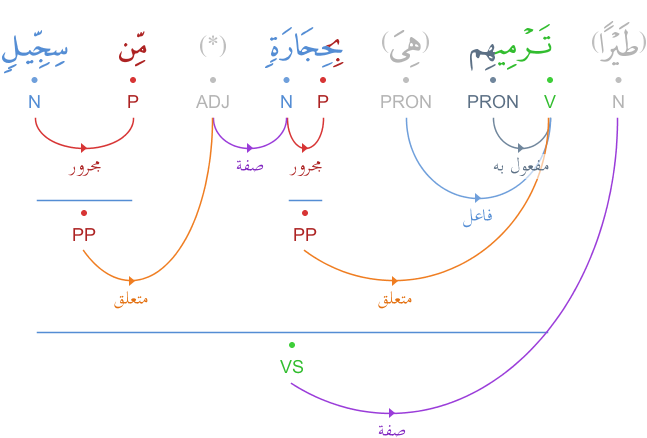 (طَيْرًا) تَرْمِيهِم (هِىَ) بِحِجَارَةٍ (*) مِّن سِجِّيلٍ
N V PRON PRON P N ADJ P N
مفعول به مجرور صفة مجرور
فاعل
PP PP
متعلق متعلق
VS
صفة